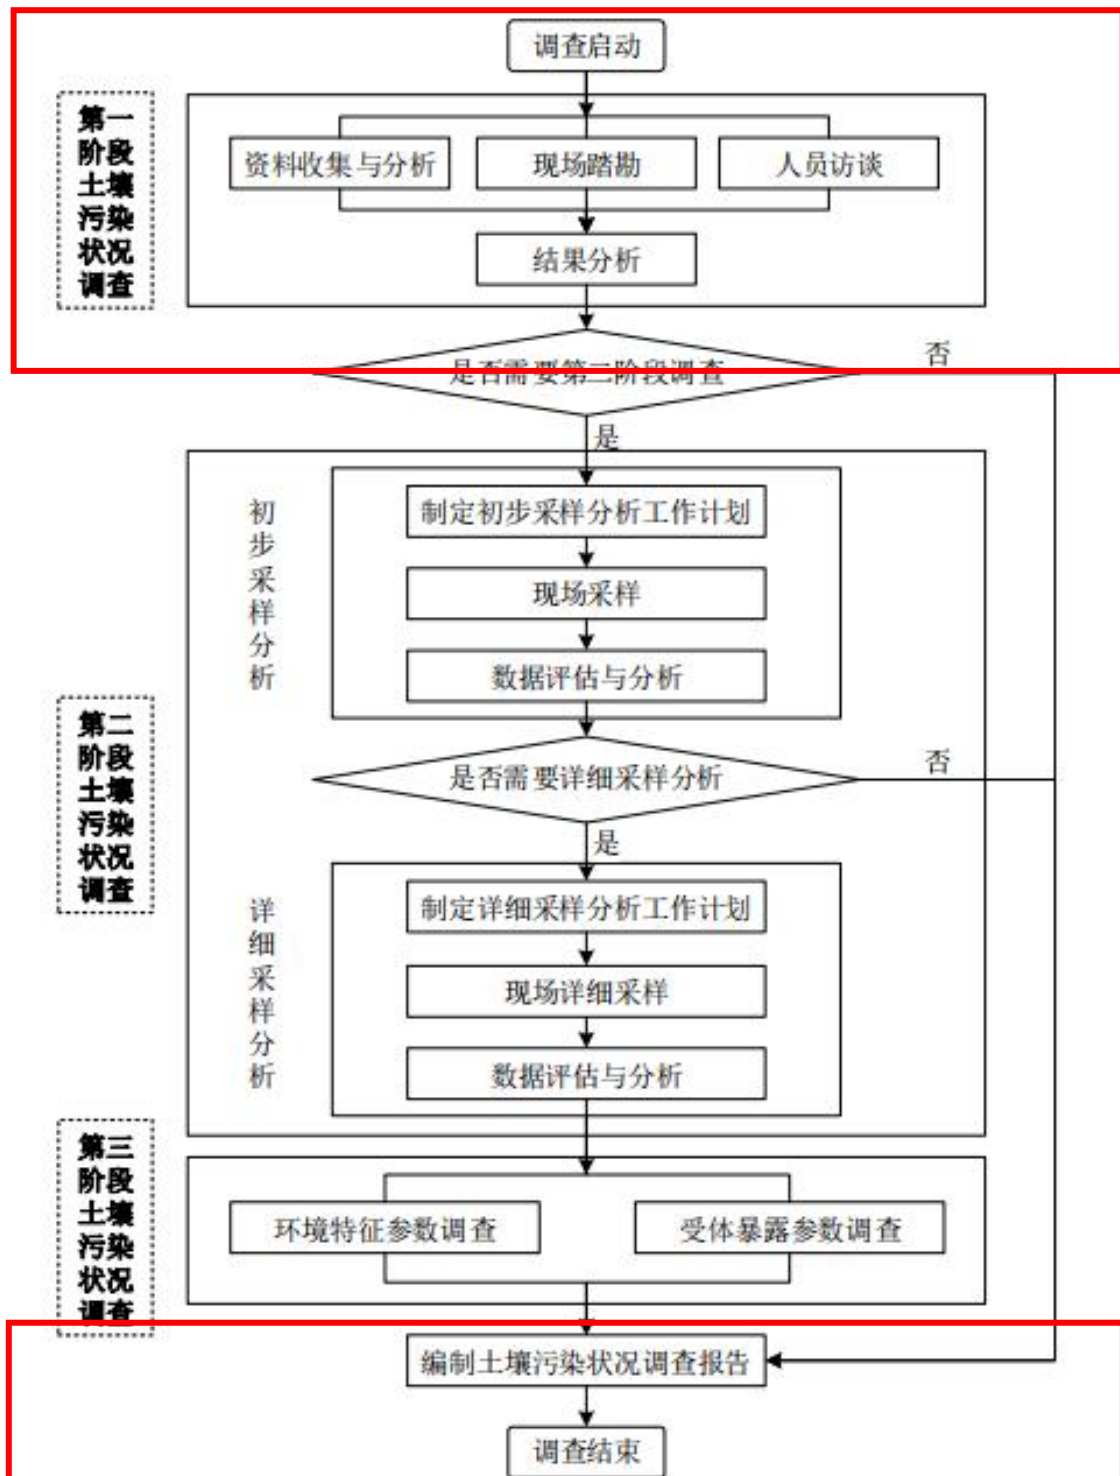 调查启动
第一
阶段
土壤
污染
状况
调查
资料收集与分析
现场踏勘
人员访谈
结果分析
是否需要第二阶段调查
否
是
初步采样分析
制定初步采样分析工作计划
现场采样
数据评估与分析
第二
阶段
土壤
污染
状况
调查
是否需要详细采样分析
否
是
详细采样分析
制定详细采样分析工作计划
现场详细采样
数据评估与分析
第三
阶段
土壤
污染
状况
调查
环境特征参数调查
受体暴露参数调查
编制土壤污染状况调查报告
调查结束